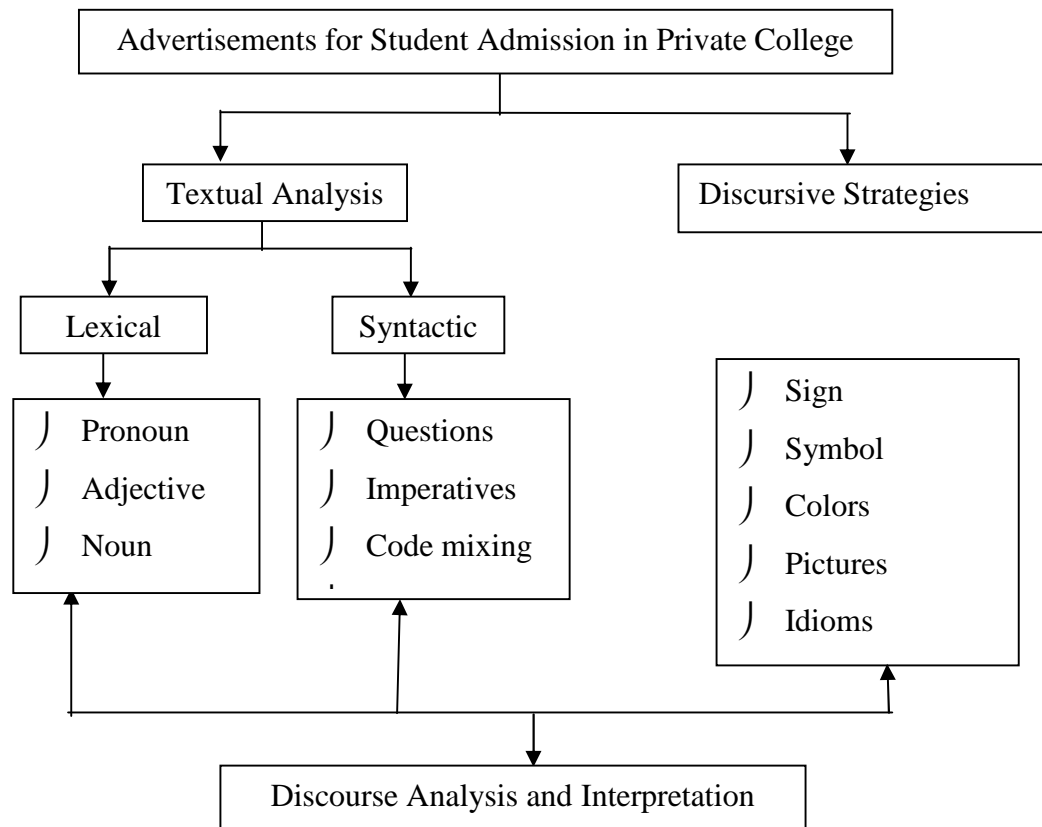 Advertisements for Student Admission in Private College
Textual Analysis
Discursive Strategies
Lexical
Syntactic
Pronoun
Adjective
Noun
Questions
Imperatives
Code mixing
.
Sign
Symbol
Colors
Pictures
Idioms
Discourse Analysis and Interpretation